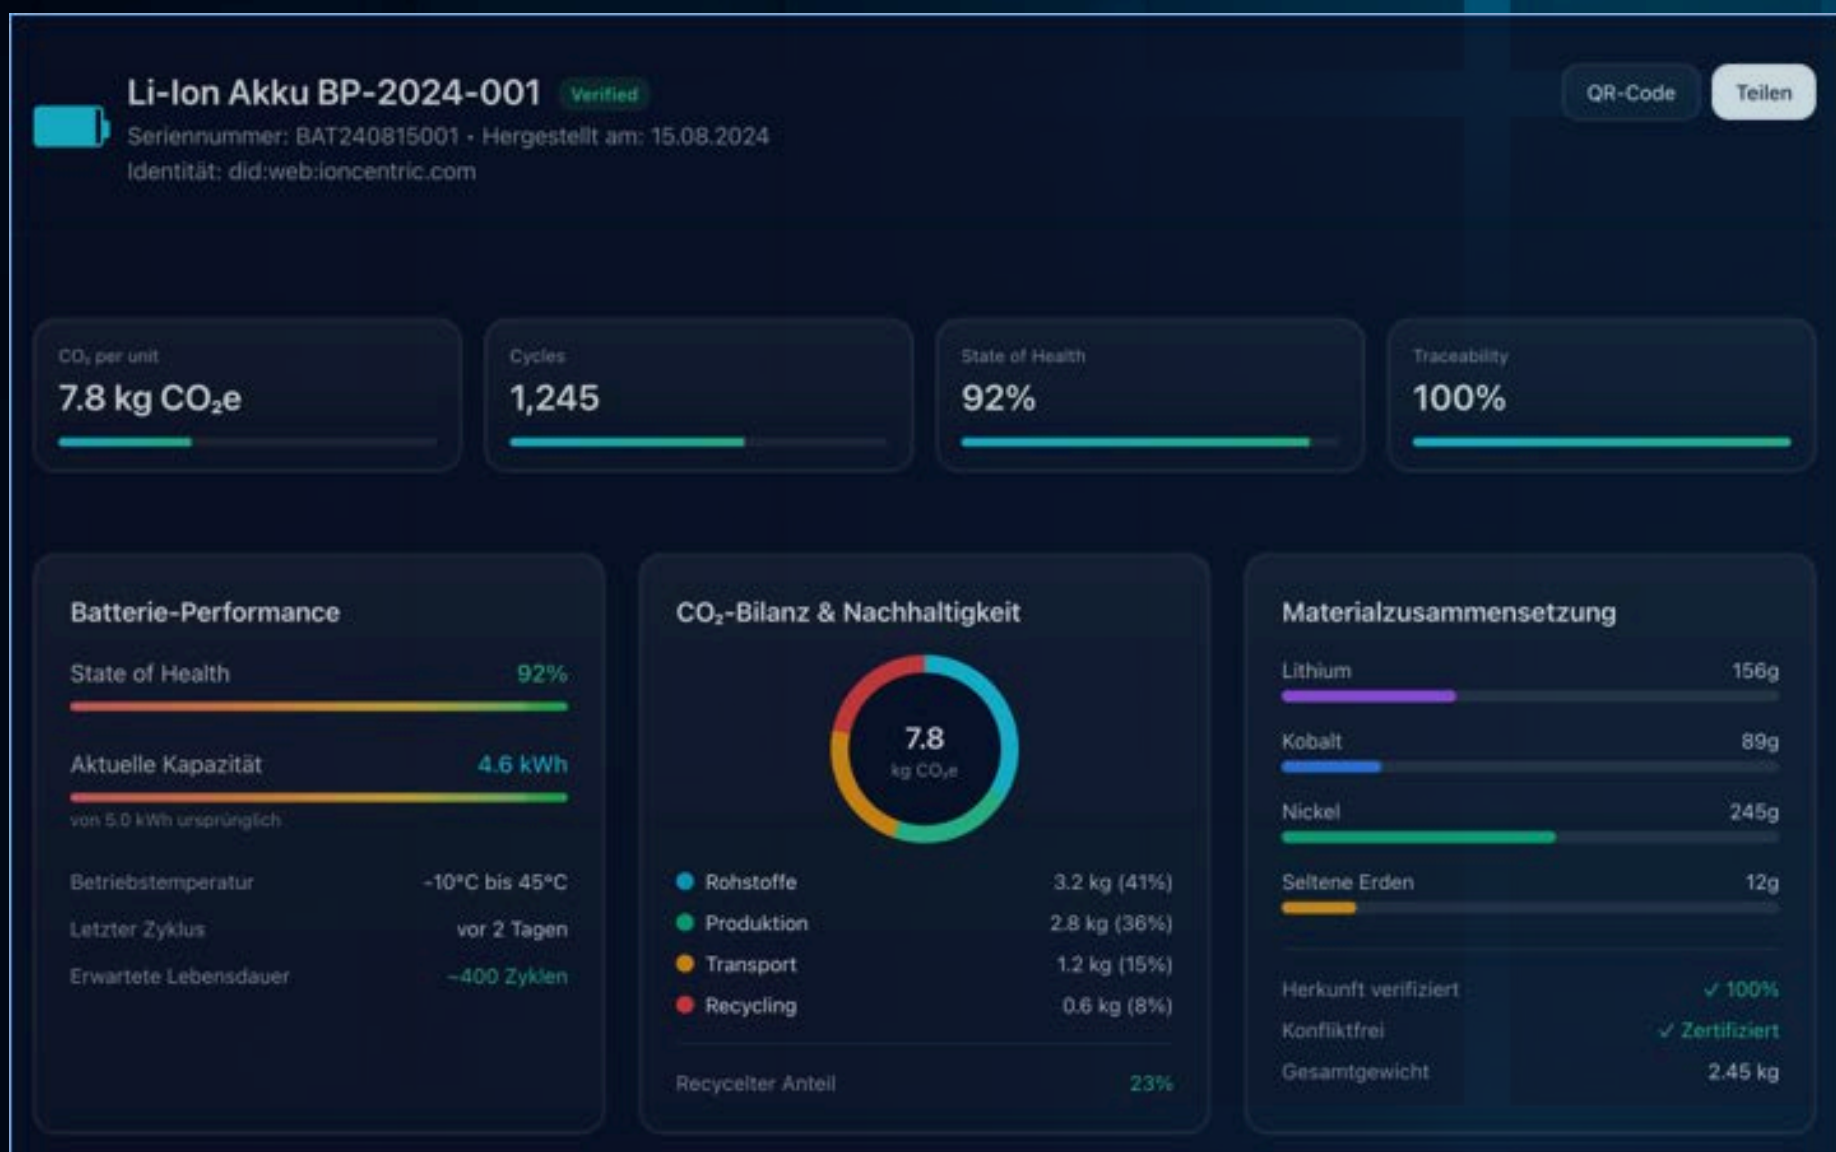 Li-Ion Akku BP-2024-001 Verified
Seriennummer: BAT240815001 • Hergestellt am: 15.08.2024
Identität: did:web:ioncentric.com
QR-Code
Teilen
CO₂ per unit
7.8 kg CO₂e
Cycles
1,245
State of Health
92%
Traceability
100%
Batterie-Performance
State of Health 92%
Aktuelle Kapazität 4.6 kWh
von 5.0 kWh ursprünglich
Betriebstemperatur -10°C bis 45°C
Letzter Zyklus vor 2 Tagen
Erwartete Lebensdauer ~400 Zyklen
CO₂-Bilanz & Nachhaltigkeit
7.8
kg CO₂e
Rohstoffe 3.2 kg (41%)
Produktion 2.8 kg (36%)
Transport 1.2 kg (15%)
Recycling 0.6 kg (8%)
Recycelter Anteil 23%
Materialzusammensetzung
Lithium 156g
Kobalt 89g
Nickel 245g
Seltene Erden 12g
Herkunft verifiziert ✓ 100%
Konfliktfrei ✓ Zertifiziert
Gesamtgewicht 2.45 kg